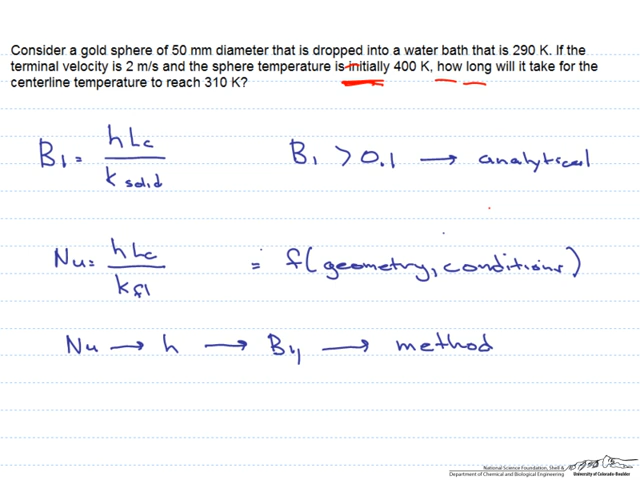 Consider a gold sphere of 50 mm diameter that is dropped into a water bath that is 290 K. If the
terminal velocity is 2 m/s and the sphere temperature is initially 400 K, how long will it take for the
centerline temperature to reach 310 K?
Bi = hLc / k solid    Bi > 0.1 → analytical
Nu = hLc / kfl = f(geometry, conditions)
Nu → h → Bi → method
National Science Foundation, Shell &
Department of Chemical and Biological Engineering
University of Colorado Boulder